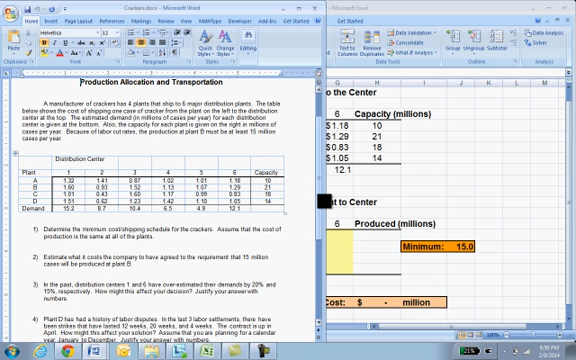 Crackers.docx - Microsoft Word
Microsoft Excel
Home Insert Page Layout References Mailings Review View MathType Developer Add-Ins Get Started
Get Started
Helvetica 12
Paste
Quick Styles Change Styles Editing
Text to Columns Remove Duplicates
Data Validation
Consolidate
What-If Analysis
Data Analysis
Solver
Clipboard Font
Production Allocation and Transportation
A manufacturer of crackers has 4 plants that ship to 6 major distribution plants. The table
below shows the cost of shipping one case of cracker from the plant on the left to the distribution
center at the top. The estimated demand (in millions of cases per year) for each distribution
center is given at the bottom. Also, the capacity for each plant is given on the right in millions of
cases per year. Because of labor cut rates, the production at plant B must be at least 15 million
cases per year.
Distribution Center
Plant 1 2 3 4 5 6 Capacity
A 1.32 1.41 0.87 1.02 1.01 1.18 10
B 1.60 0.93 1.52 1.13 1.07 1.29 21
C 1.01 0.43 1.60 1.17 0.99 0.83 18
D 1.51 0.62 1.23 1.42 1.10 1.05 14
Demand 15.2 8.7 10.4 6.5 4.9 12.1
1) Determine the minimum cost/shipping schedule for the crackers. Assume that the cost of
production is the same at all of the plants.
2) Estimate what it costs the company to have agreed to the requirement that 15 million
cases will be produced at plant B.
3) In the past, distribution centers 1 and 6 have over-estimated their demands by 20% and
15%, respectively. How might this affect your decision? Justify your answer with
numbers.
4) Plant D has had a history of labor disputes. In the last 3 labor settlements, there have
been strikes that have lasted 12 weeks, 20 weeks, and 4 weeks. The contract is up in
April. How might this affect your solution? Assume that you are planning for a calendar
year, January to December. Justify your answer with numbers.
G H I J K L M
o the Center
6 Capacity (millions)
$1.18 10
$1.29 21
$0.83 18
$1.05 14
12.1
nt to Center
6 Produced (millions)
Minimum: 15.0
Cost: $ - million
100%
21%
2/9/2014